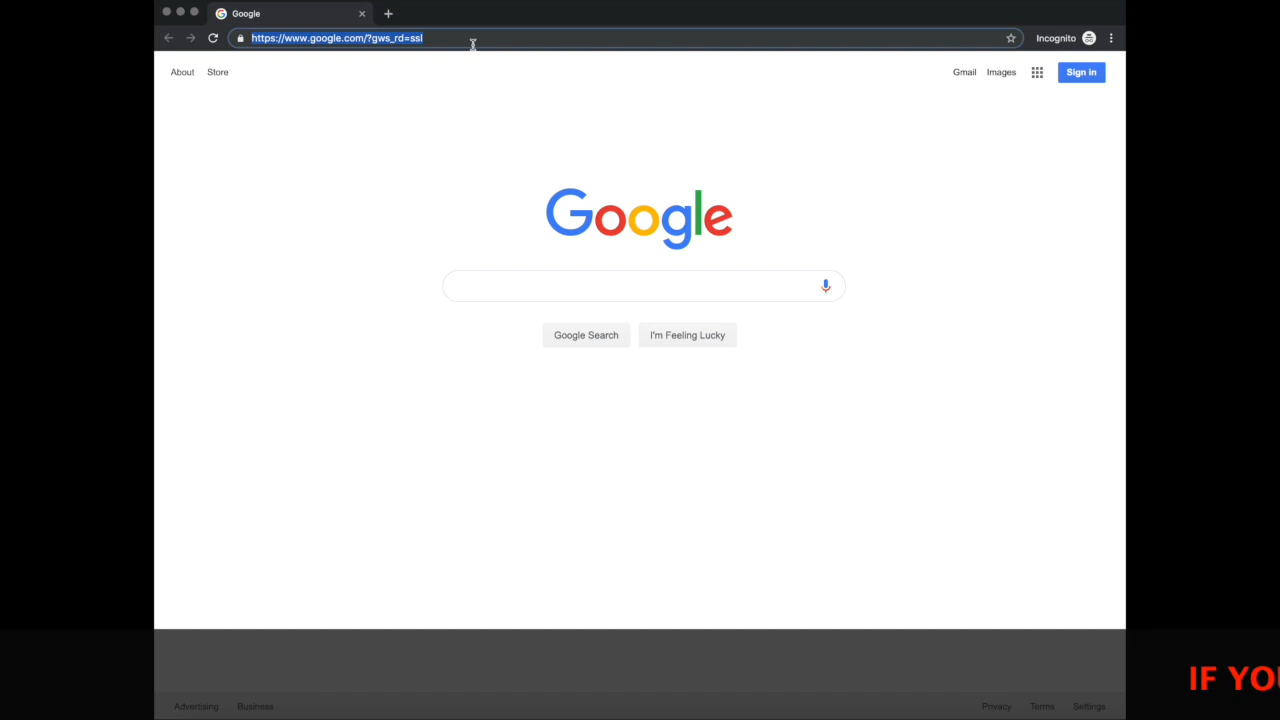 Google
https://www.google.com/?gws_rd=ssl
Incognito
About Store
Gmail Images Sign in
Google
Google Search I'm Feeling Lucky
IF
Advertising Business
Privacy Terms Settings